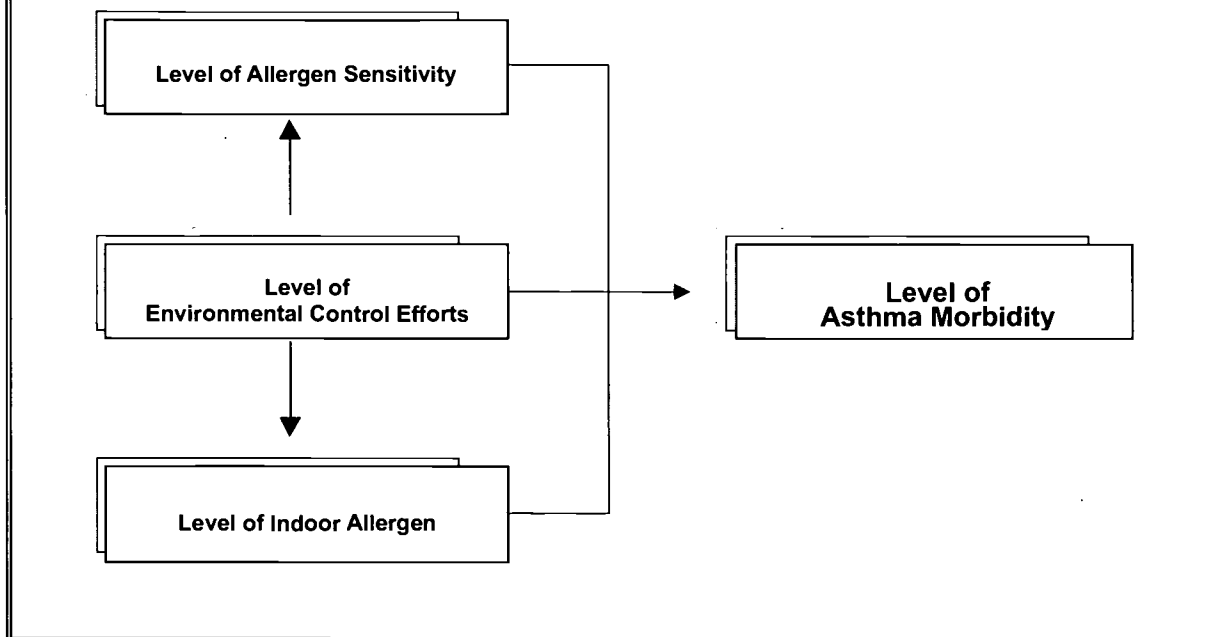 Level of Allergen Sensitivity
Level of
Environmental Control Efforts
Level of
Asthma Morbidity
Level of Indoor Allergen